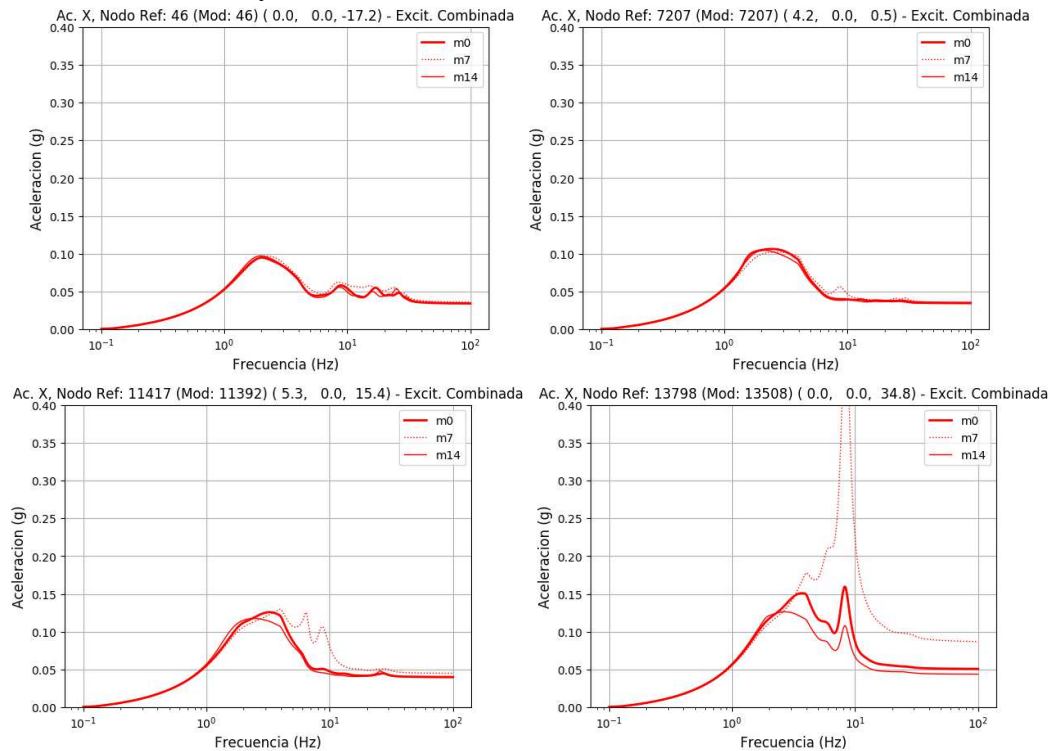 Ac. X, Nodo Ref: 46 (Mod: 46) ( 0.0, 0.0, -17.2) - Excit. Combinada
0.40
0.35
0.30
0.25
0.20
0.15
0.10
0.05
0.00
Aceleracion (g)
m0
m7
m14
10⁻¹ 10⁰ 10¹ 10²
Frecuencia (Hz)
Ac. X, Nodo Ref: 7207 (Mod: 7207) ( 4.2, 0.0, 0.5) - Excit. Combinada
0.40
0.35
0.30
0.25
0.20
0.15
0.10
0.05
0.00
Aceleracion (g)
m0
m7
m14
10⁻¹ 10⁰ 10¹ 10²
Frecuencia (Hz)
Ac. X, Nodo Ref: 11417 (Mod: 11392) ( 5.3, 0.0, 15.4) - Excit. Combinada
0.40
0.35
0.30
0.25
0.20
0.15
0.10
0.05
0.00
Aceleracion (g)
m0
m7
m14
10⁻¹ 10⁰ 10¹ 10²
Frecuencia (Hz)
Ac. X, Nodo Ref: 13798 (Mod: 13508) ( 0.0, 0.0, 34.8) - Excit. Combinada
0.40
0.35
0.30
0.25
0.20
0.15
0.10
0.05
0.00
Aceleracion (g)
m0
m7
m14
10⁻¹ 10⁰ 10¹ 10²
Frecuencia (Hz)